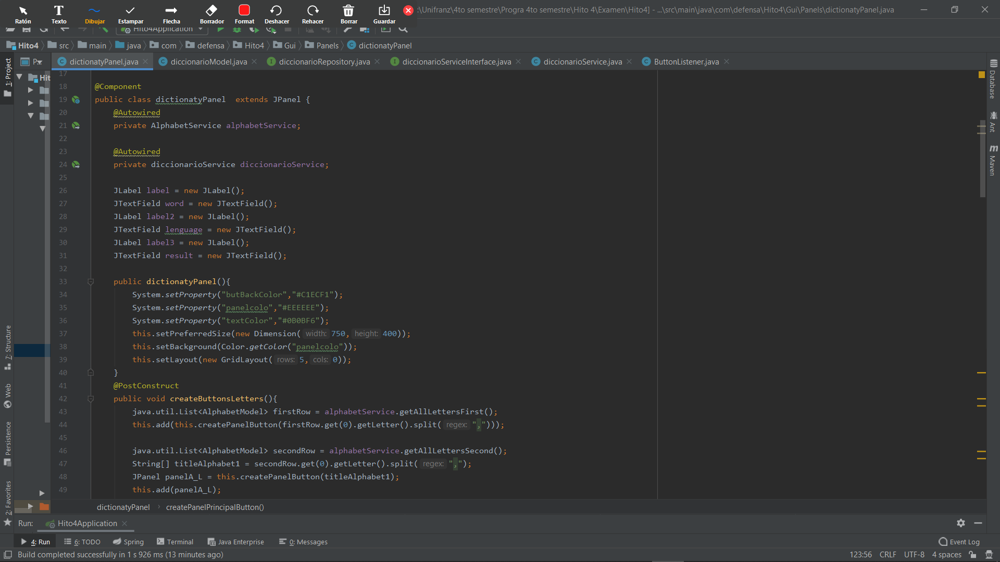 Ratón Texto Dibujar Estampar Flecha Borrador Format Deshacer Rehacer Borrar Guardar
:\Unifranz\4to semestre\Progra 4to semestre\Hito 4\Examen\Hito4] - ...\src\main\java\com\defensa\Hito4\Gui\Panels\dictionatyPanel.java
Hito4Application
Hito4 src main java com defensa Hito4 Gui Panels dictionatyPanel
1: Project
P..
dictionatyPanel.java diccionarioModel.java diccionarioRepository.java diccionarioServiceInterface.java diccionarioService.java ButtonListener.java
Hit
17
18 @Component
19 public class dictionatyPanel  extends JPanel {
20 @Autowired
21 private AlphabetService alphabetService;
22
23 @Autowired
24 private diccionarioService diccionarioService;
25
26 JLabel label = new JLabel();
27 JTextField word = new JTextField();
28 JLabel label2 = new JLabel();
29 JTextField lenguage = new JTextField();
30 JLabel label3 = new JLabel();
31 JTextField result = new JTextField();
32
33 public dictionatyPanel(){
34 System.setProperty("butBackColor","#C1ECF1");
35 System.setProperty("panelcolo","#EEEEEE");
36 System.setProperty("textColor","#0B0BF6");
37 this.setPreferredSize(new Dimension( width: 750, height: 400));
38 this.setBackground(Color.getColor("panelcolo"));
39 this.setLayout(new GridLayout( rows: 5, cols: 0));
40 }
41 @PostConstruct
42 public void createButtonsLetters(){
43 java.util.List<AlphabetModel> firstRow = alphabetService.getAllLettersFirst();
44 this.add(this.createPanelButton(firstRow.get(0).getLetter().split( regex: ",")));
45
46 java.util.List<AlphabetModel> secondRow = alphabetService.getAllLettersSecond();
47 String[] titleAlphabet1 = secondRow.get(0).getLetter().split( regex: ",");
48 JPanel panelA_L = this.createPanelButton(titleAlphabet1);
49 this.add(panelA_L);
Database
Ant
Maven
7: Structure
Web
Persistence
2: Favorites
dictionatyPanel createPanelPrincipalButton()
Run: Hito4Application
4: Run 6: TODO Spring Terminal Java Enterprise 0: Messages Event Log
Build completed successfully in 1 s 926 ms (13 minutes ago) 123:56 CRLF UTF-8 4 spaces